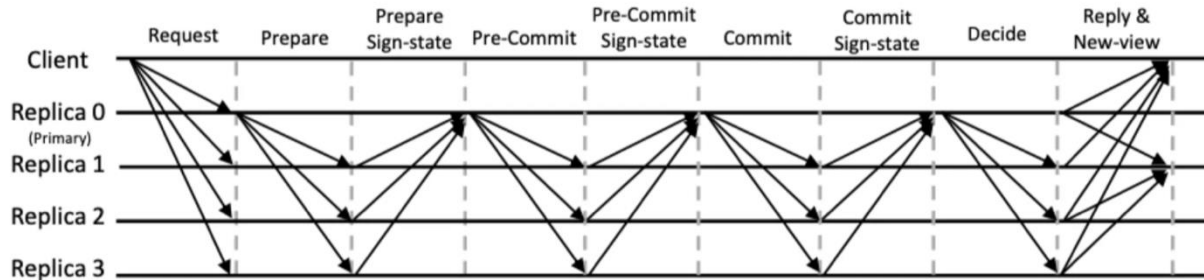 Request
Prepare
Prepare
Sign-state
Pre-Commit
Pre-Commit
Sign-state
Commit
Commit
Sign-state
Decide
Reply &
New-view
Client
Replica 0
(Primary)
Replica 1
Replica 2
Replica 3